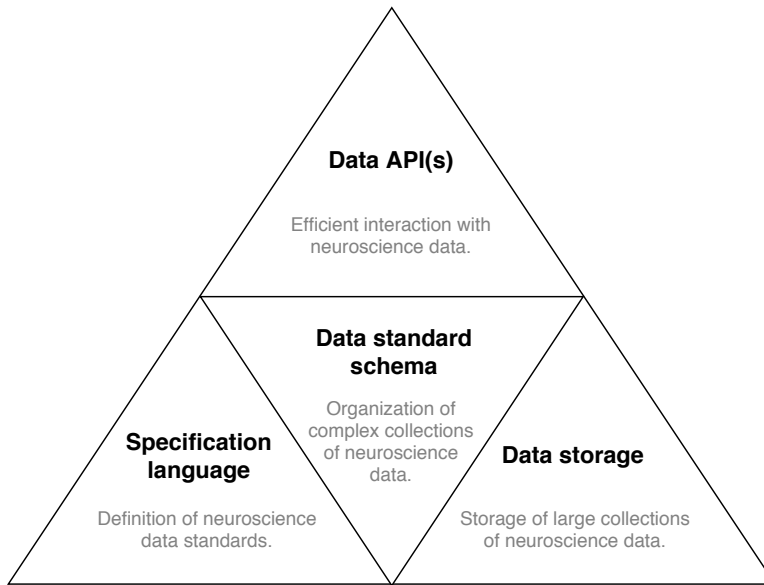 Data API(s)
Efficient interaction with
neuroscience data.
Data standard
schema
Organization of
complex collections
of neuroscience
data.
Specification
language
Definition of neuroscience
data standards.
Data storage
Storage of large collections
of neuroscience data.